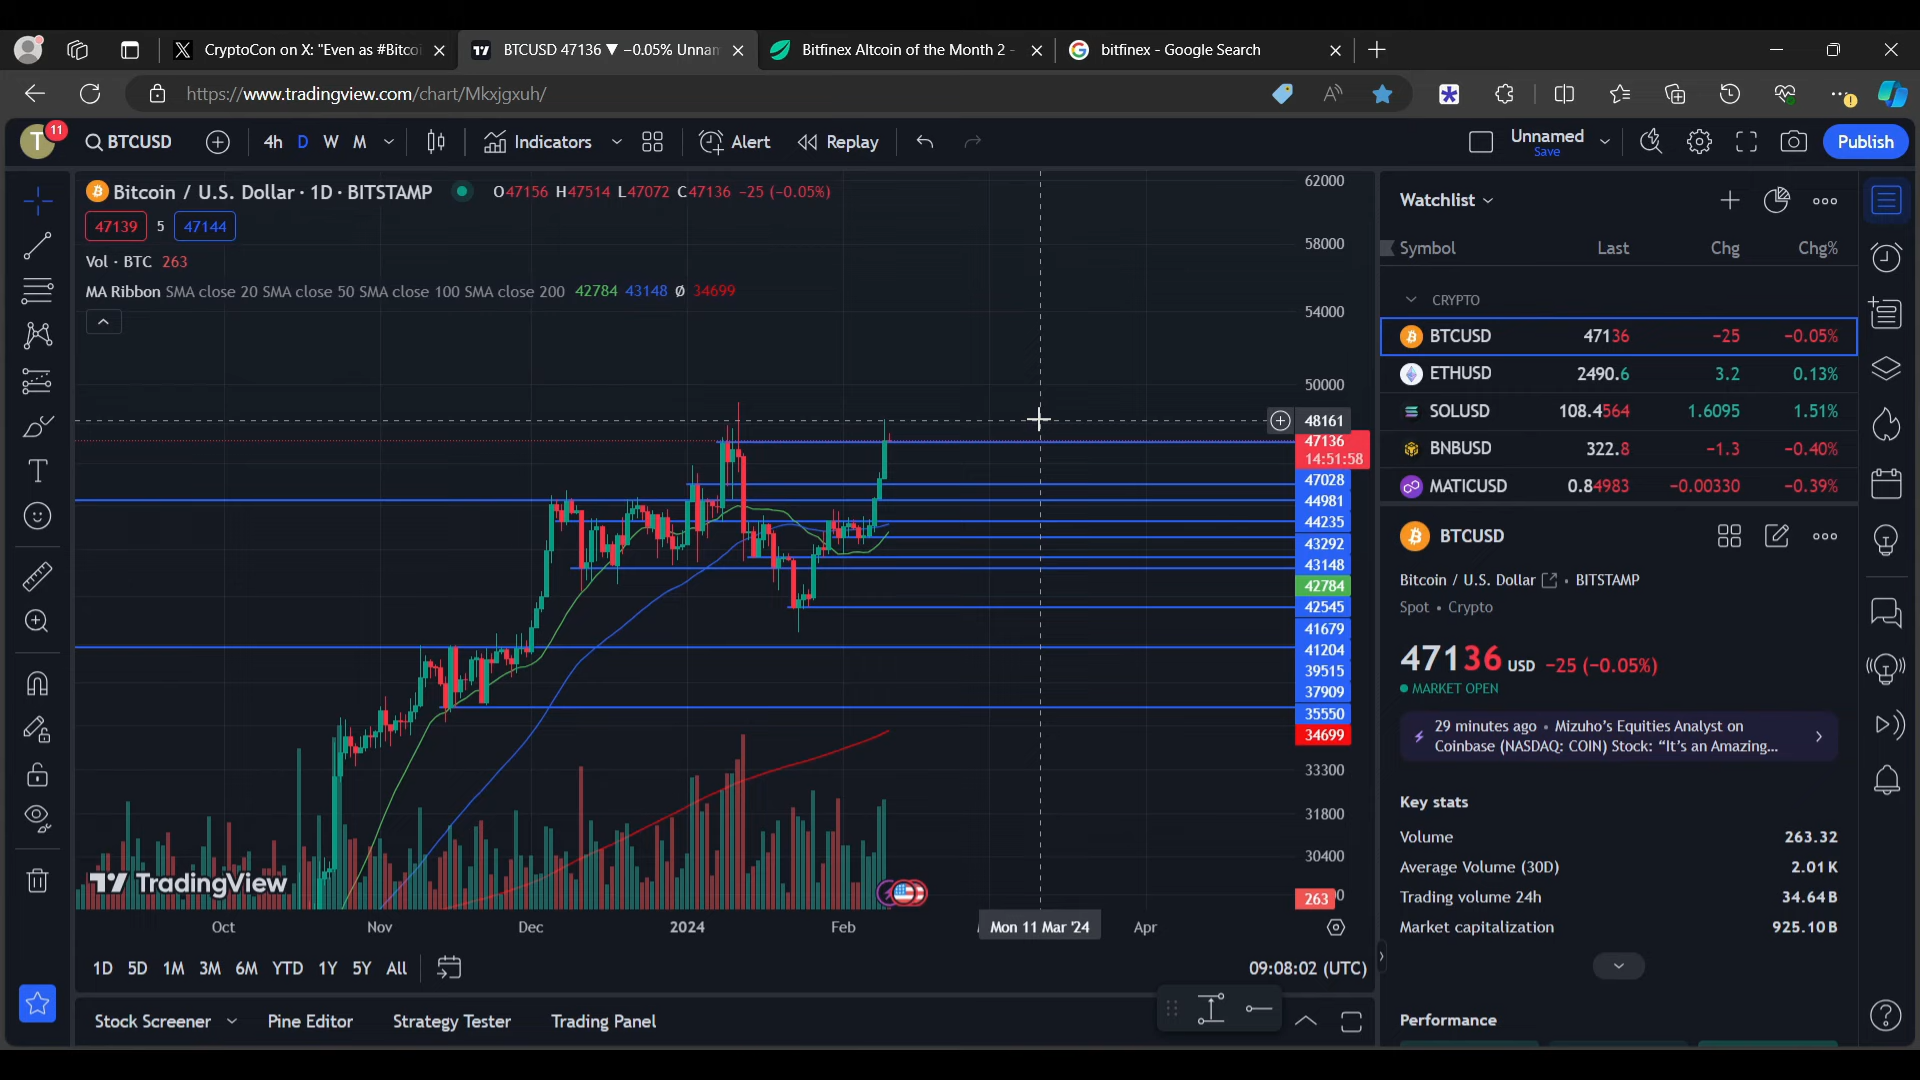 CryptoCon on X: "Even as #Bitco
BTCUSD 47136 ▼ −0.05% Unnam
Bitfinex Altcoin of the Month 2 -
bitfinex - Google Search
https://www.tradingview.com/chart/Mkxjgxuh/
T 11 BTCUSD 4h D W M Indicators Alert Replay Unnamed Save Publish
Bitcoin / U.S. Dollar · 1D · BITSTAMP O47156 H47514 L47072 C47136 −25 (−0.05%)
47139 5 47144
Vol · BTC 263
MA Ribbon SMA close 20 SMA close 50 SMA close 100 SMA close 200 42784 43148 Ø 34699
62000
58000
54000
50000
48161
47136
14:51:58
47028
44981
44235
43292
43148
42784
42545
41679
41204
39515
37909
35550
34699
33300
31800
30400
263
TradingView
Oct Nov Dec 2024 Feb Mon 11 Mar '24 Apr
1D 5D 1M 3M 6M YTD 1Y 5Y All 09:08:02 (UTC)
Stock Screener Pine Editor Strategy Tester Trading Panel
Watchlist
Symbol Last Chg Chg%
CRYPTO
BTCUSD 47136 −25 −0.05%
ETHUSD 2490.6 3.2 0.13%
SOLUSD 108.4564 1.6095 1.51%
BNBUSD 322.8 −1.3 −0.40%
MATICUSD 0.84983 −0.00330 −0.39%
BTCUSD
Bitcoin / U.S. Dollar • BITSTAMP
Spot • Crypto
47136 USD −25 (−0.05%)
MARKET OPEN
29 minutes ago • Mizuho's Equities Analyst on
Coinbase (NASDAQ: COIN) Stock: "It's an Amazing...
Key stats
Volume 263.32
Average Volume (30D) 2.01K
Trading volume 24h 34.64B
Market capitalization 925.10B
Performance